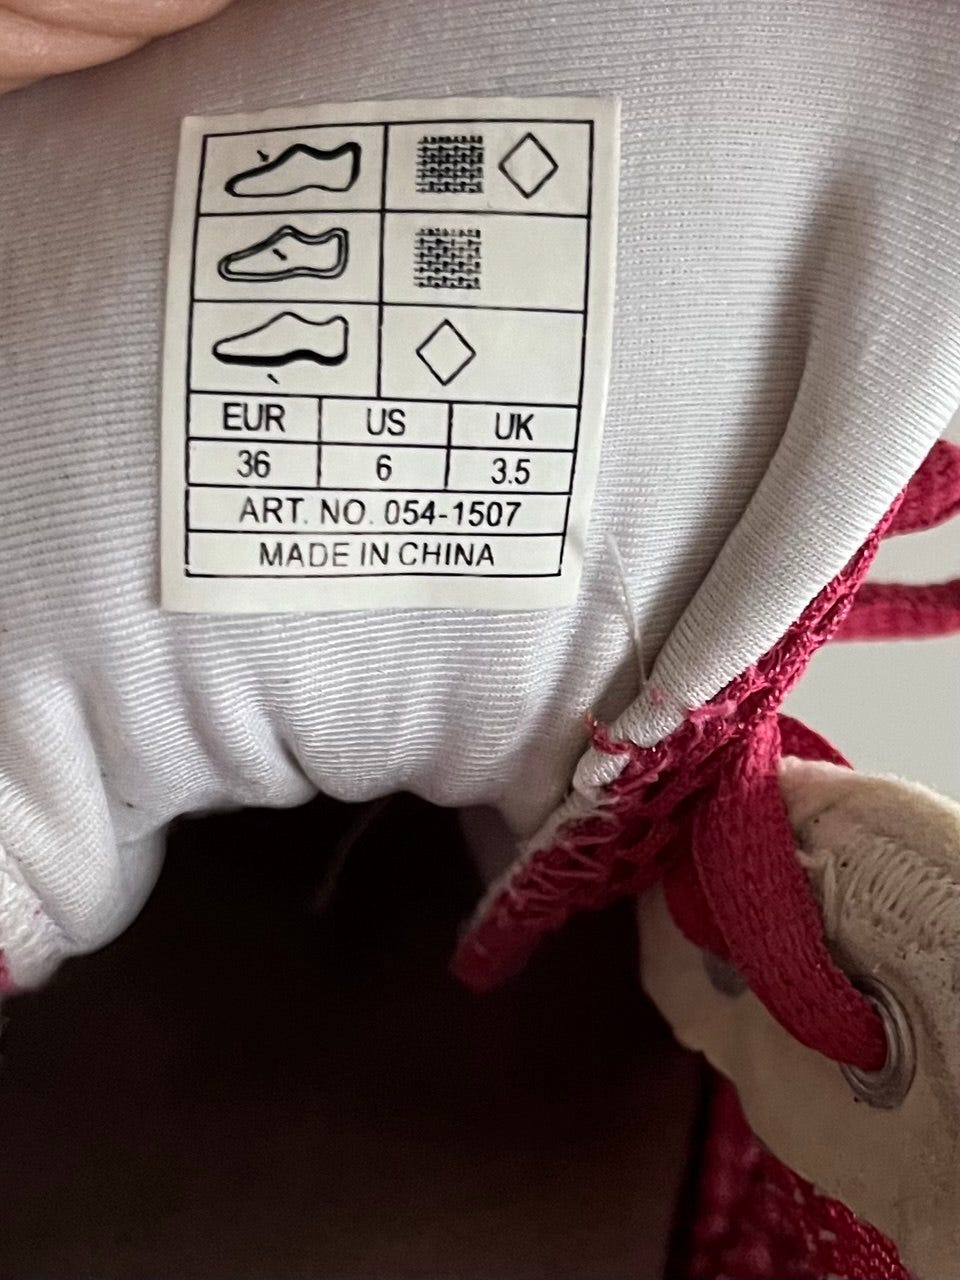 EUR US UK
36 6 3.5
ART. NO. 054-1507
MADE IN CHINA